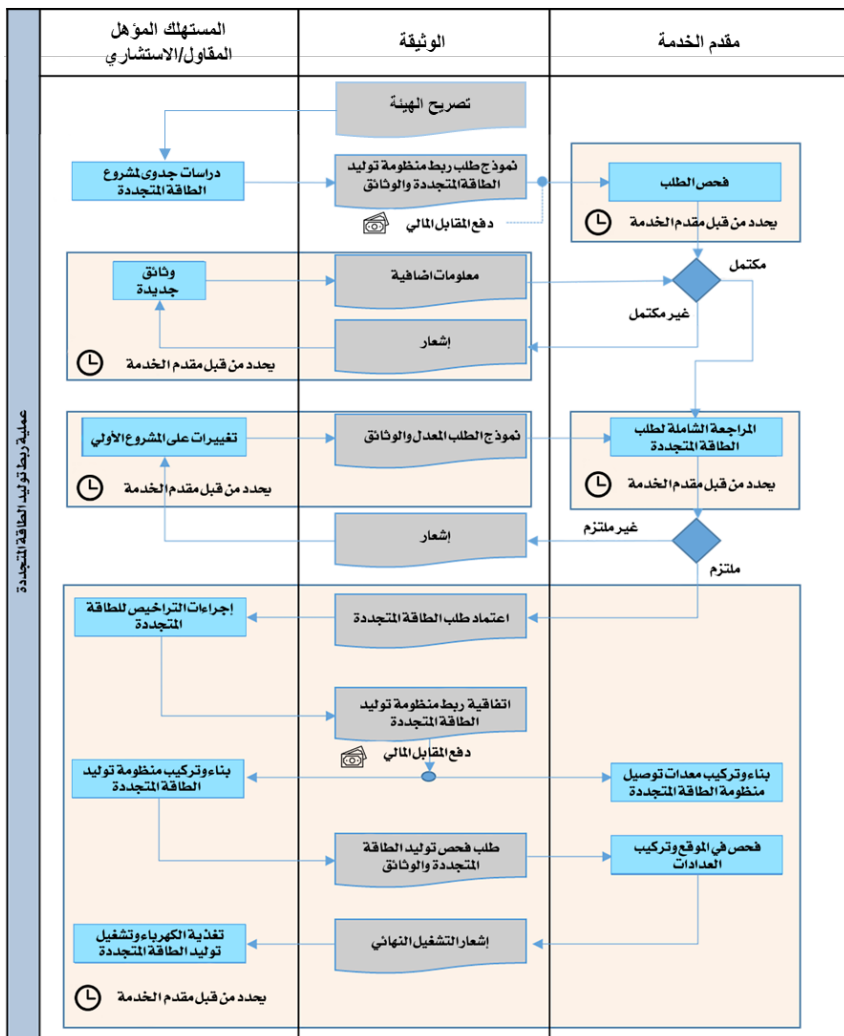 مقدم الخدمة
الوثيقة
المستهلك المؤهل
المقاول/الاستشاري
عملية ربط توليد الطاقة المتجددة
تصريح الهيئة
دراسات جدوى لمشروع
الطاقة المتجددة
نموذج طلب ربط منظومة توليد
الطاقة المتجددة والوثائق
دفع المقابل المالي
فحص الطلب
يحدد من قبل مقدم الخدمة
مكتمل
غير مكتمل
معلومات اضافية
وثائق
جديدة
إشعار
يحدد من قبل مقدم الخدمة
المراجعة الشاملة لطلب
الطاقة المتجددة
يحدد من قبل مقدم الخدمة
نموذج الطلب المعدل والوثائق
تغييرات على المشروع الأولي
يحدد من قبل مقدم الخدمة
غير ملتزم
ملتزم
إشعار
اعتماد طلب الطاقة المتجددة
إجراءات التراخيص للطاقة
المتجددة
اتفاقية ربط منظومة توليد
الطاقة المتجددة
دفع المقابل المالي
بناء وتركيب معدات توصيل
منظومة الطاقة المتجددة
بناء وتركيب منظومة توليد
الطاقة المتجددة
طلب فحص توليد الطاقة
المتجددة والوثائق
فحص في الموقع وتركيب
العدادات
إشعار التشغيل النهائي
تغذية الكهرباء وتشغيل
توليد الطاقة المتجددة
يحدد من قبل مقدم الخدمة